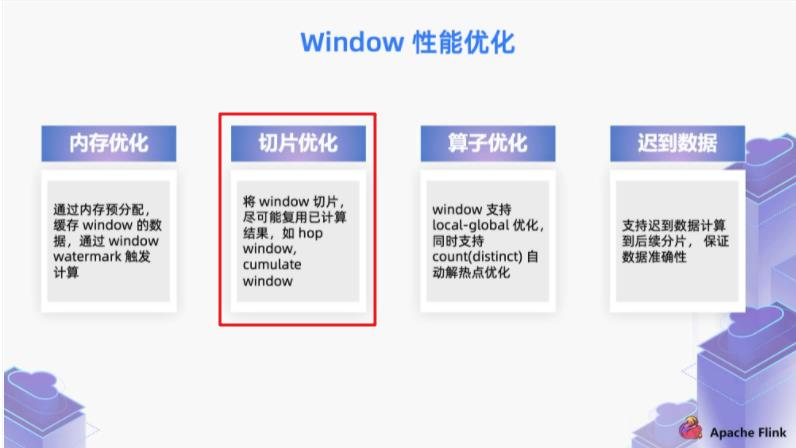 Window 性能优化
内存优化
通过内存预分配，
缓存 window 的数
据，通过 window
watermark 触发
计算
切片优化
将 window 切片，
尽可能复用已计算
结果，如 hop
window,
cumulate
window
算子优化
window 支持
local-global 优化，
同时支持
count(distinct) 自
动解热点优化
迟到数据
支持迟到数据计算
到后续分片， 保证
数据准确性
Apache Flink